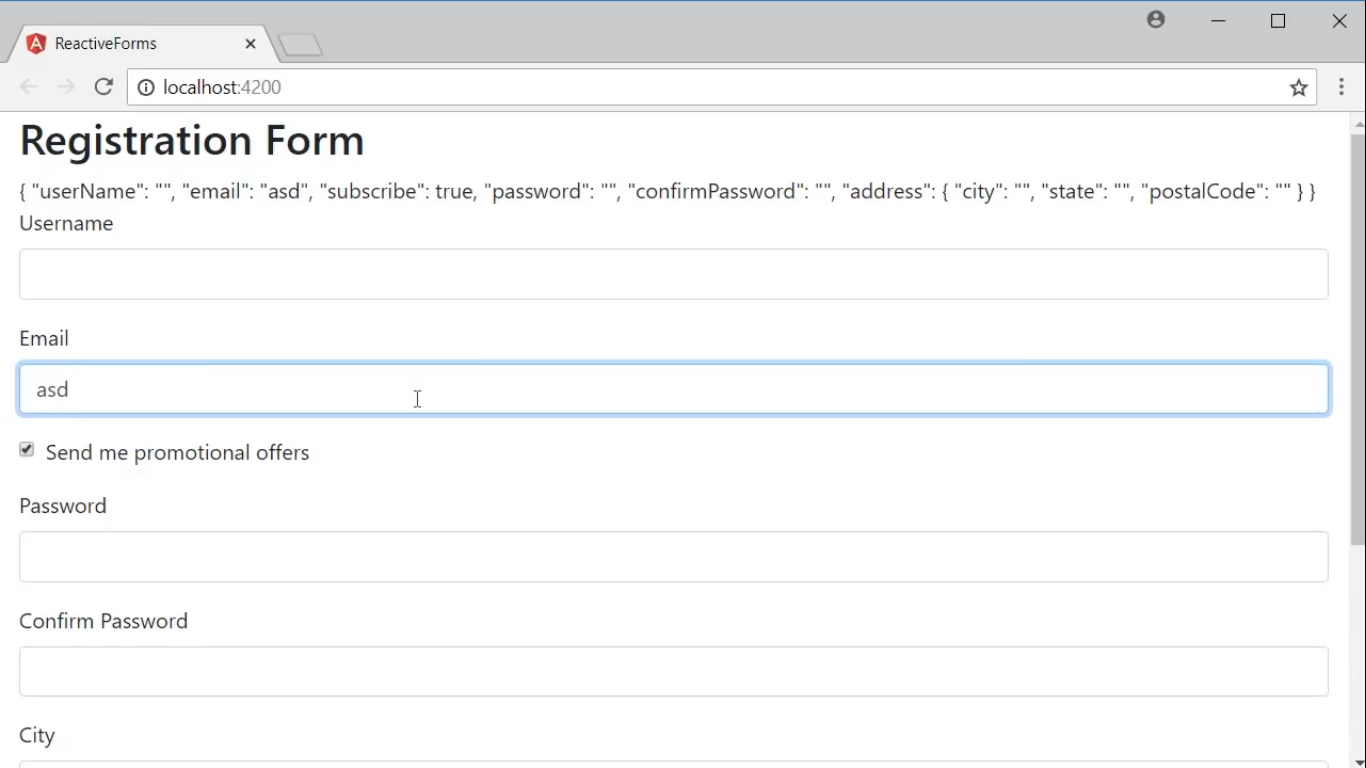 ReactiveForms
localhost:4200
Registration Form
{ "userName": "", "email": "asd", "subscribe": true, "password": "", "confirmPassword": "", "address": { "city": "", "state": "", "postalCode": "" } }
Username
Email
asd
Send me promotional offers
Password
Confirm Password
City